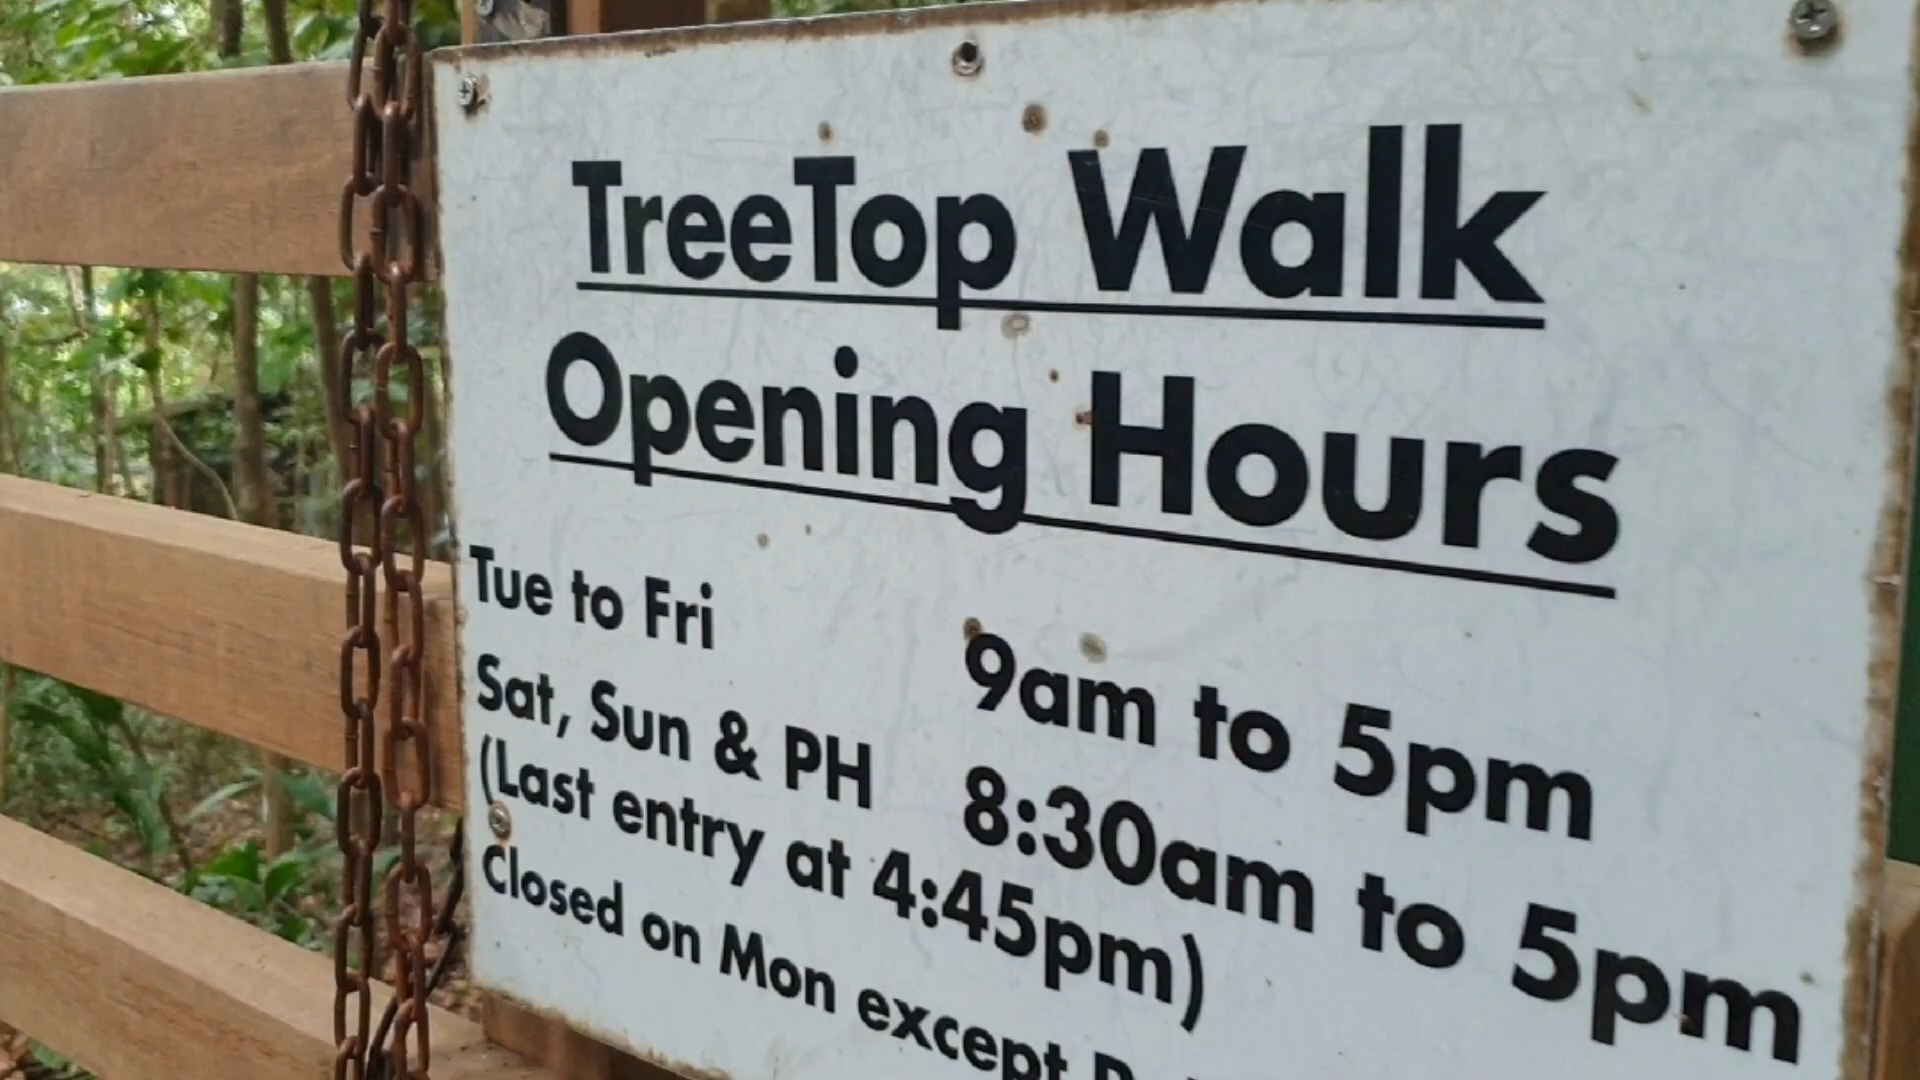 TreeTop Walk
Opening Hours
Tue to Fri 9am to 5pm
Sat, Sun & PH 8:30am to 5pm
(Last entry at 4:45pm)
Closed on Mon except